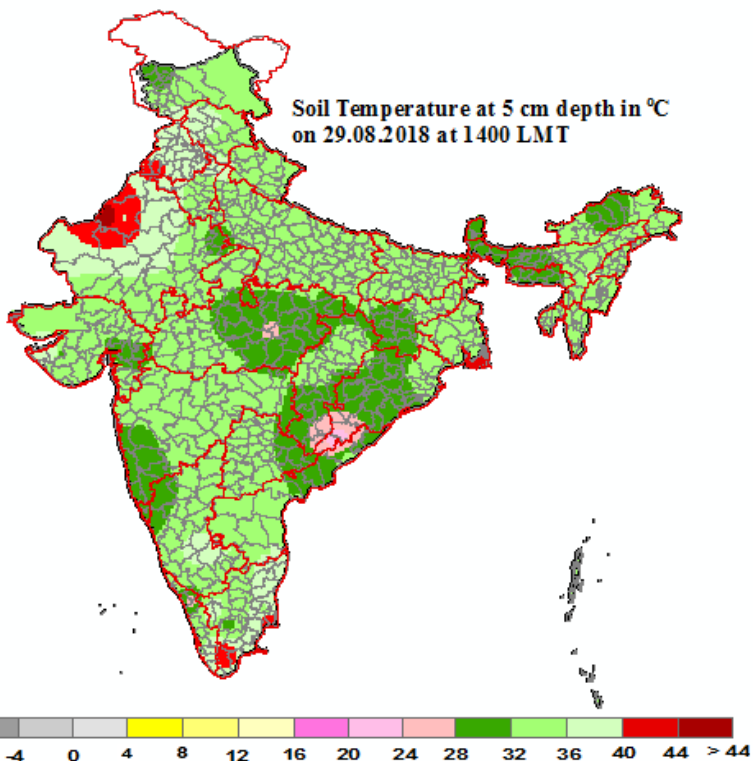 Soil Temperature at 5 cm depth in ⁰C
on 29.08.2018 at 1400 LMT
-4 0 4 8 12 16 20 24 28 32 36 40 44 > 44